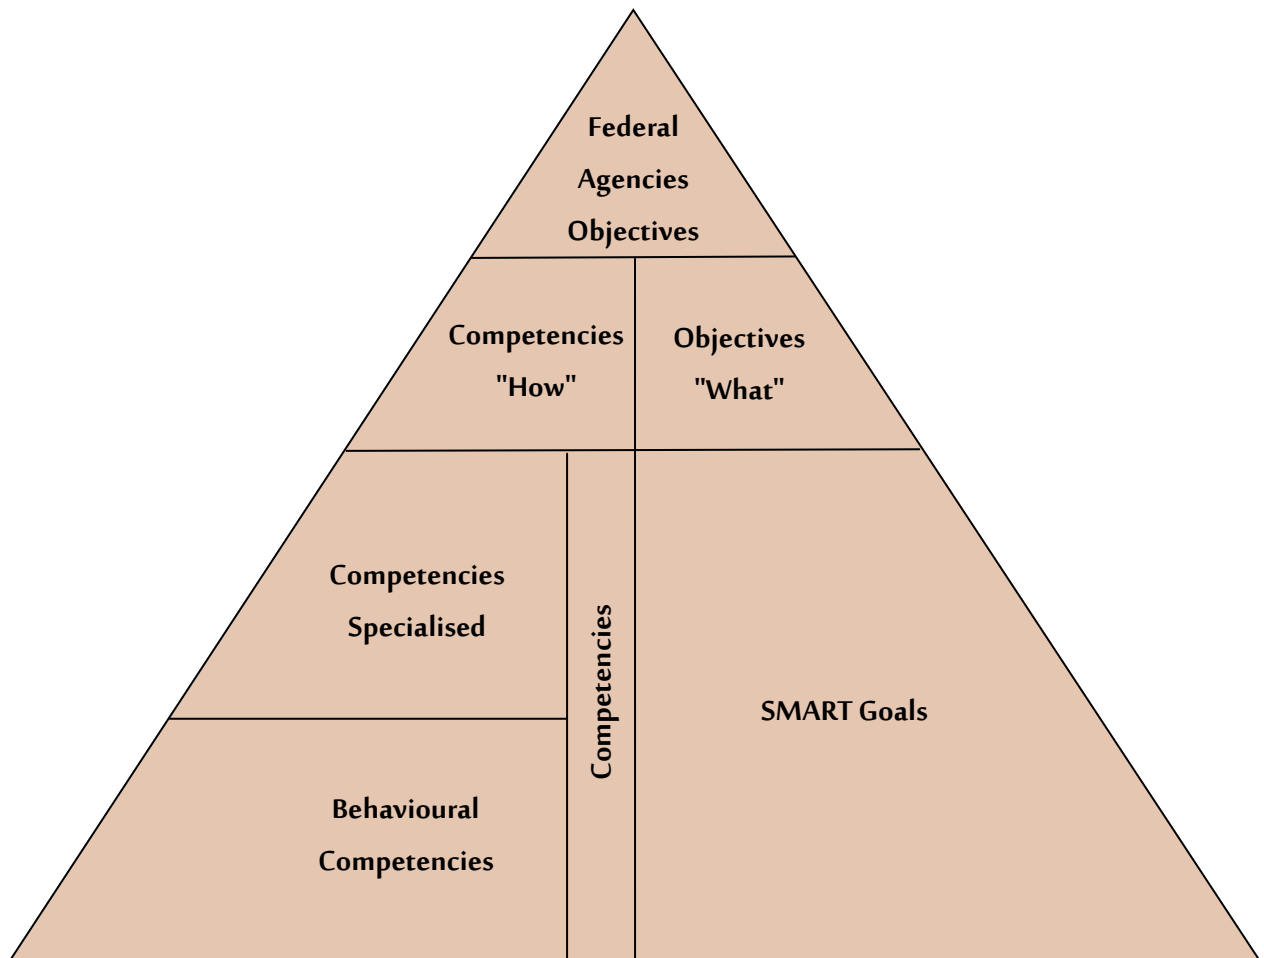 Federal
Agencies
Objectives
Competencies
"How"
Objectives
"What"
Competencies
Specialised
Competencies
SMART Goals
Behavioural
Competencies